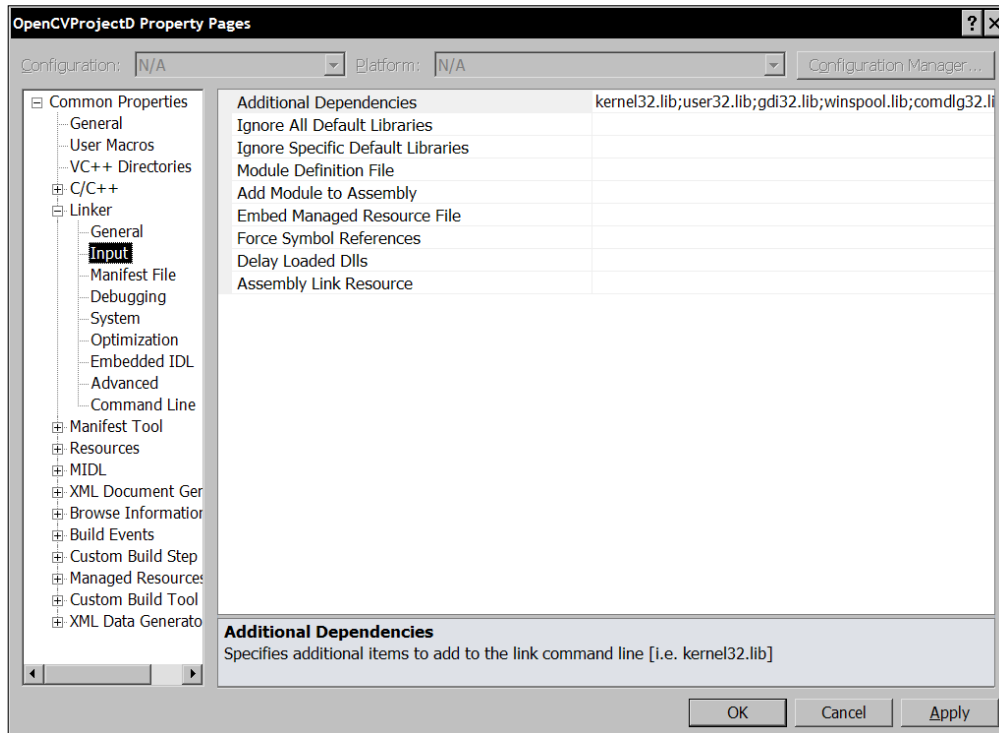 OpenCVProjectD Property Pages
Configuration: N/A Platform: N/A Configuration Manager...
Common Properties
General
User Macros
VC++ Directories
C/C++
Linker
General
Input
Manifest File
Debugging
System
Optimization
Embedded IDL
Advanced
Command Line
Manifest Tool
Resources
MIDL
XML Document Ger
Browse Information
Build Events
Custom Build Step
Managed Resources
Custom Build Tool
XML Data Generato
Additional Dependencies kernel32.lib;user32.lib;gdi32.lib;winspool.lib;comdlg32.li
Ignore All Default Libraries
Ignore Specific Default Libraries
Module Definition File
Add Module to Assembly
Embed Managed Resource File
Force Symbol References
Delay Loaded Dlls
Assembly Link Resource
Additional Dependencies
Specifies additional items to add to the link command line [i.e. kernel32.lib]
OK Cancel Apply